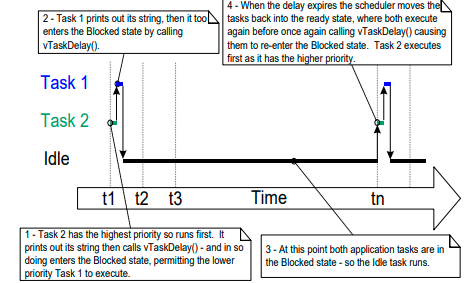 2 - Task 1 prints out its string, then it too
enters the Blocked state by calling
vTaskDelay().
4 - When the delay expires the scheduler moves the
tasks back into the ready state, where both execute
again before once again calling vTaskDelay() causing
them to re-enter the Blocked state.  Task 2 executes
first as it has the higher priority.
Task 1
Task 2
Idle
t1 t2 t3 Time tn
1 - Task 2 has the highest priority so runs first.  It
prints out its string then calls vTaskDelay() - and in so
doing enters the Blocked state, permitting the lower
priority Task 1 to execute.
3 - At this point both application tasks are in
the Blocked state - so the Idle task runs.